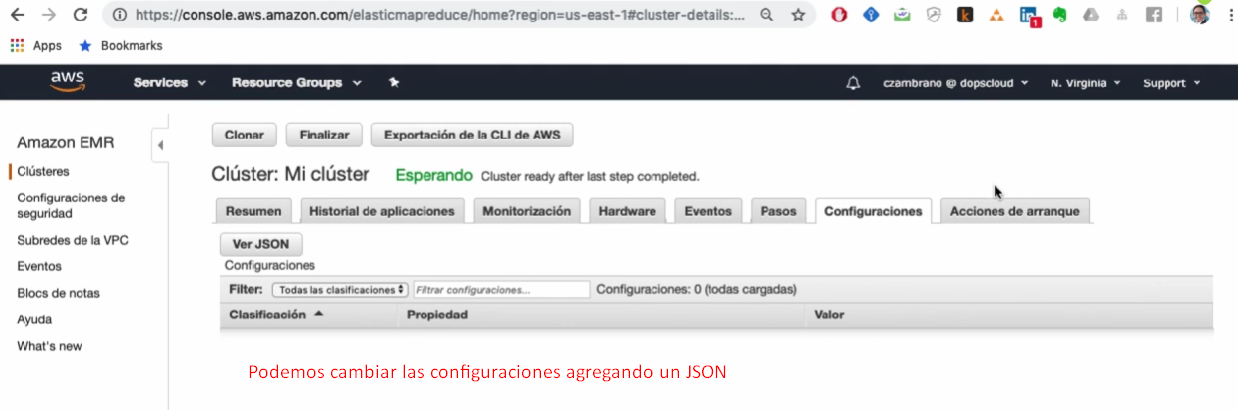 https://console.aws.amazon.com/elasticmapreduce/home?region=us-east-1#cluster-details:...
Apps Bookmarks
aws Services Resource Groups czambrano @ dopscloud N. Virginia Support
Amazon EMR
Clústeres
Configuraciones de
seguridad
Subredes de la VPC
Eventos
Blocs de notas
Ayuda
What's new
Clonar Finalizar Exportación de la CLI de AWS
Clúster: Mi clúster Esperando Cluster ready after last step completed.
Resumen Historial de aplicaciones Monitorización Hardware Eventos Pasos Configuraciones Acciones de arranque
Ver JSON
Configuraciones
Filter: Todas las clasificaciones Filtrar configuraciones... Configuraciones: 0 (todas cargadas)
Clasificación Propiedad Valor
Podemos cambiar las configuraciones agregando un JSON